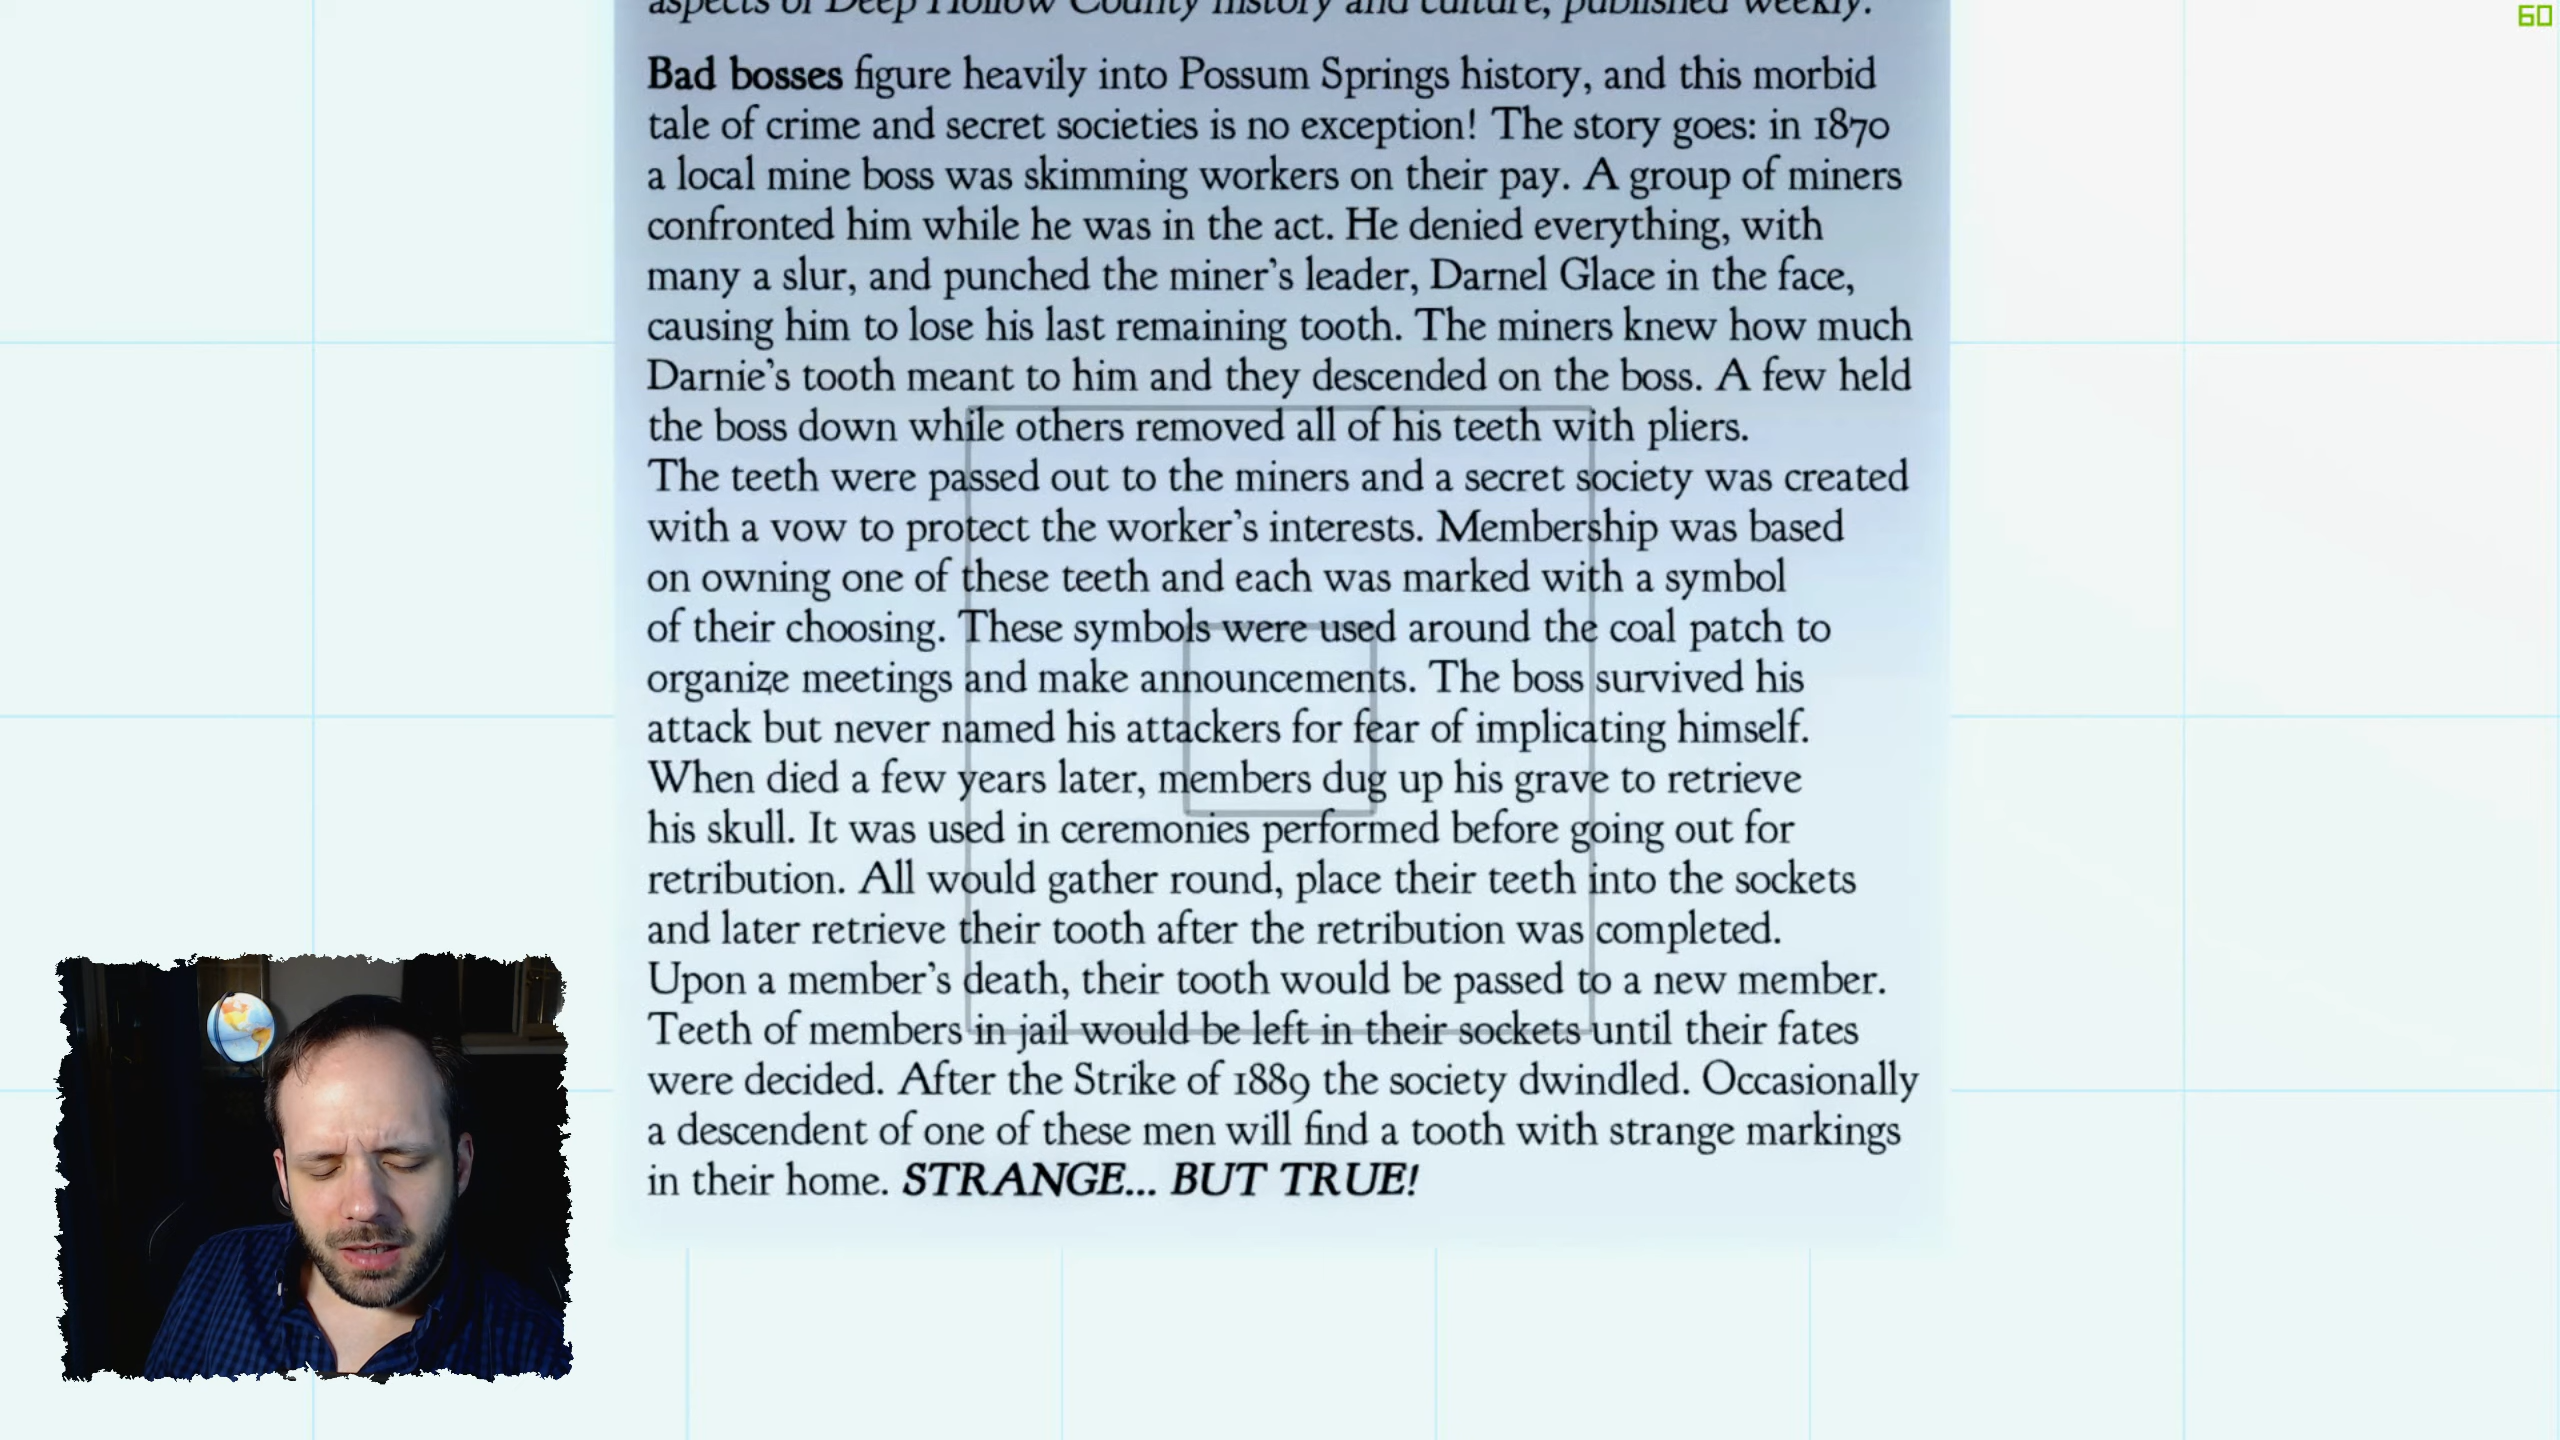 aspects of Deep Hollow County history and culture, published weekly.
Bad bosses figure heavily into Possum Springs history, and this morbid
tale of crime and secret societies is no exception! The story goes: in 1870
a local mine boss was skimming workers on their pay. A group of miners
confronted him while he was in the act. He denied everything, with
many a slur, and punched the miner's leader, Darnel Glace in the face,
causing him to lose his last remaining tooth. The miners knew how much
Darnie's tooth meant to him and they descended on the boss. A few held
the boss down while others removed all of his teeth with pliers.
The teeth were passed out to the miners and a secret society was created
with a vow to protect the worker's interests. Membership was based
on owning one of these teeth and each was marked with a symbol
of their choosing. These symbols were used around the coal patch to
organize meetings and make announcements. The boss survived his
attack but never named his attackers for fear of implicating himself.
When died a few years later, members dug up his grave to retrieve
his skull. It was used in ceremonies performed before going out for
retribution. All would gather round, place their teeth into the sockets
and later retrieve their tooth after the retribution was completed.
Upon a member's death, their tooth would be passed to a new member.
Teeth of members in jail would be left in their sockets until their fates
were decided. After the Strike of 1889 the society dwindled. Occasionally
a descendent of one of these men will find a tooth with strange markings
in their home. STRANGE... BUT TRUE!
60